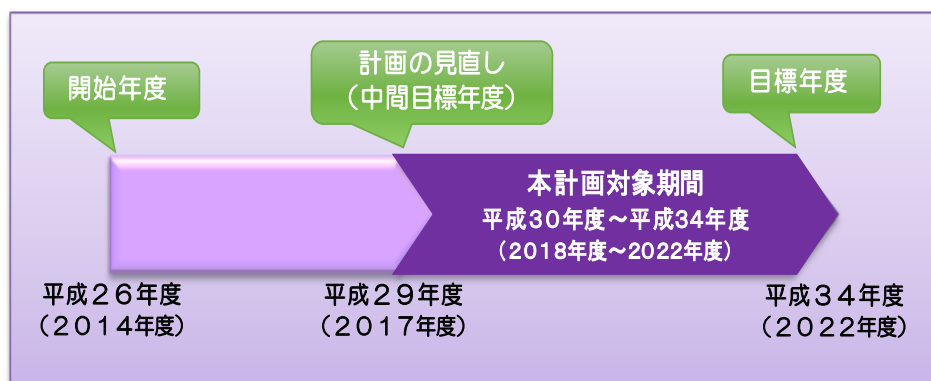 開始年度
計画の見直し
（中間目標年度）
目標年度
本計画対象期間
平成30年度～平成34年度
（2018年度～2022年度）
平成２６年度
（２０１４年度）
平成２９年度
（２０１７年度）
平成３４年度
（２０２２年度）